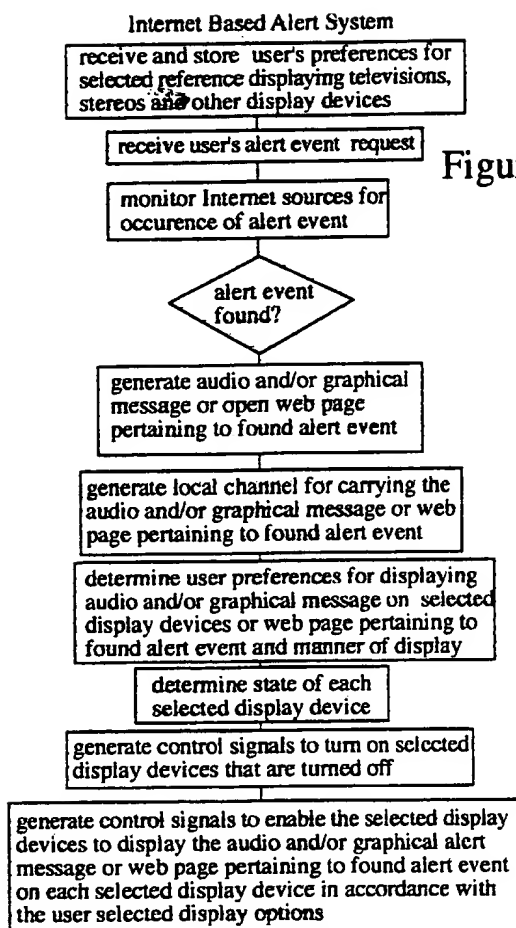 Internet Based Alert System
receive and store user's preferences for
selected reference displaying televisions,
stereos and other display devices
receive user's alert event request
Figu
monitor Internet sources for
occurence of alert event
alert event
found?
generate audio and/or graphical
message or open web page
pertaining to found alert event
generate local channel for carrying the
audio and/or graphical message or web
page pertaining to found alert event
determine user preferences for displaying
audio and/or graphical message on selected
display devices or web page pertaining to
found alert event and manner of display
determine state of each
selected display device
generate control signals to turn on selected
display devices that are turned off
generate control signals to enable the selected display
devices to display the audio and/or graphical alert
message or web page pertaining to found alert event
on each selected display device in accordance with
the user selected display options